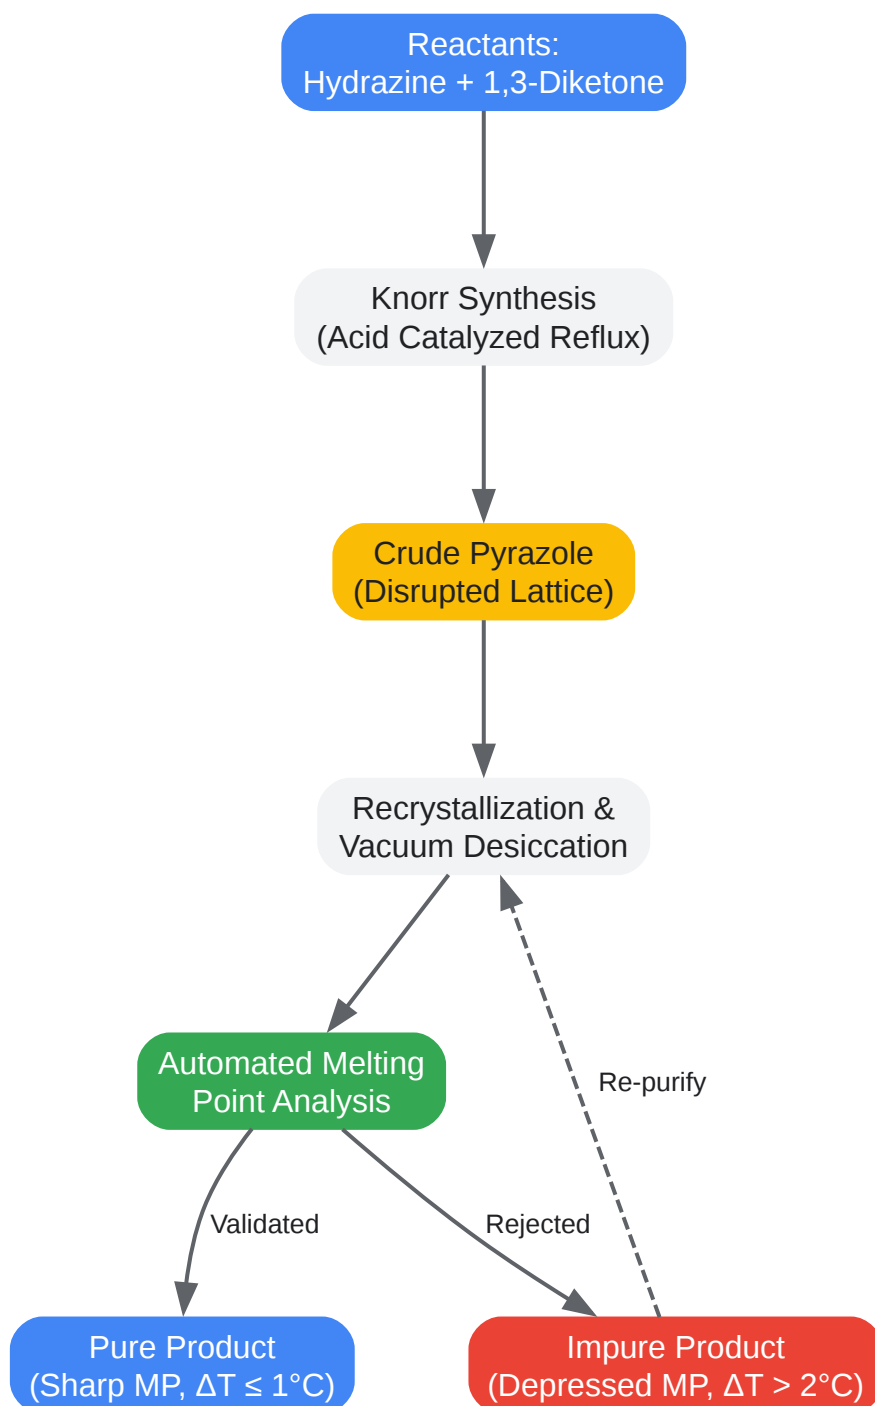 Reactants:
Hydrazine + 1,3-Diketone
Knorr Synthesis
(Acid Catalyzed Reflux)
Crude Pyrazole
(Disrupted Lattice)
Recrystallization &
Vacuum Desiccation
Automated Melting
Point Analysis
Re-purify
Validated
Rejected
Pure Product
(Sharp MP, ΔT ≤ 1°C)
Impure Product
(Depressed MP, ΔT > 2°C)